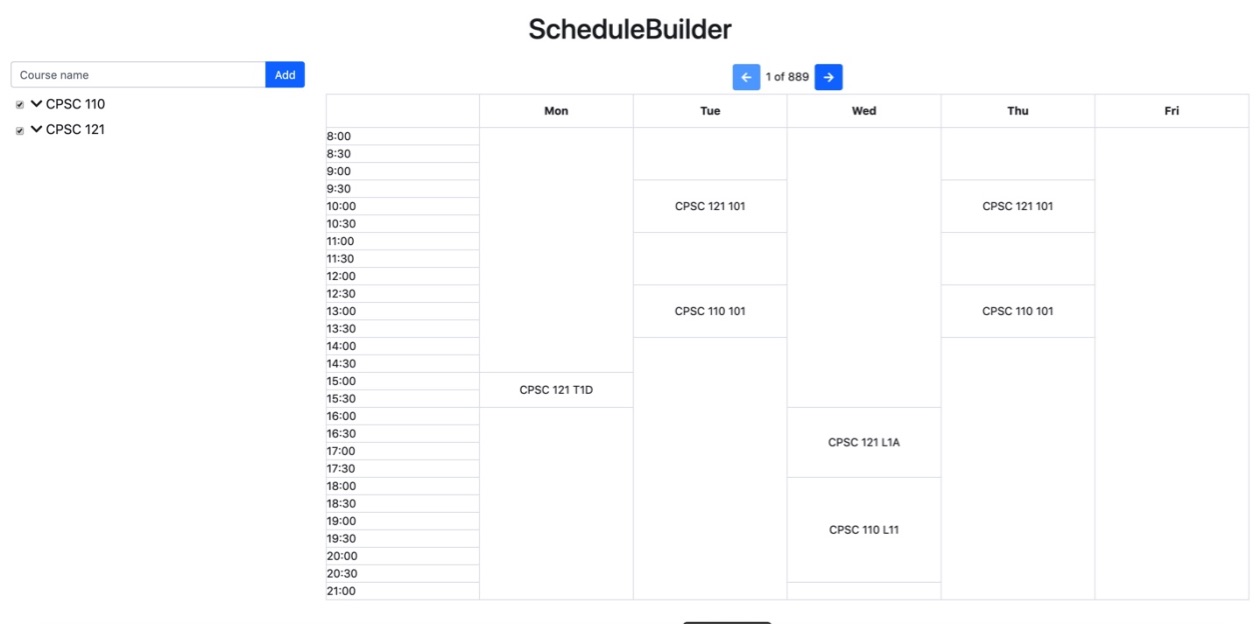 ScheduleBuilder
Course name Add
← 1 of 889 →
CPSC 110
CPSC 121
Mon Tue Wed Thu Fri
8:00
8:30
9:00
9:30
10:00 CPSC 121 101 CPSC 121 101
10:30
11:00
11:30
12:00
12:30
13:00 CPSC 110 101 CPSC 110 101
13:30
14:00
14:30
15:00
CPSC 121 T1D
15:30
16:00
16:30
CPSC 121 L1A
17:00
17:30
18:00
18:30
19:00
CPSC 110 L11
19:30
20:00
20:30
21:00